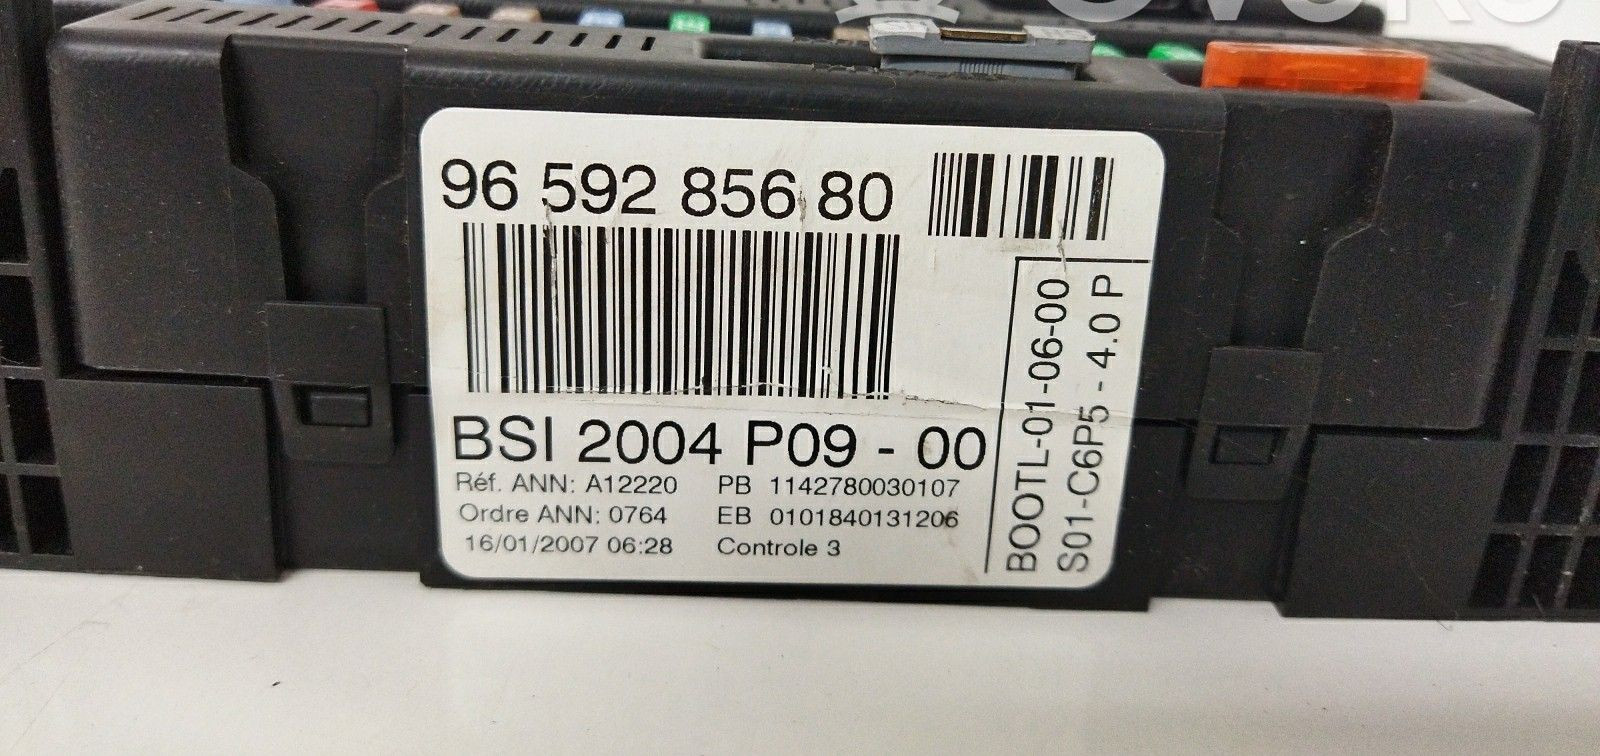 96 592 856 80
BSI 2004 P09 - 00
Réf. ANN: A12220 PB 1142780030107
Ordre ANN: 0764 EB 0101840131206
16/01/2007 06:28 Controle 3
BOOTL-01-06-00
S01-C6P5 - 4.0 P